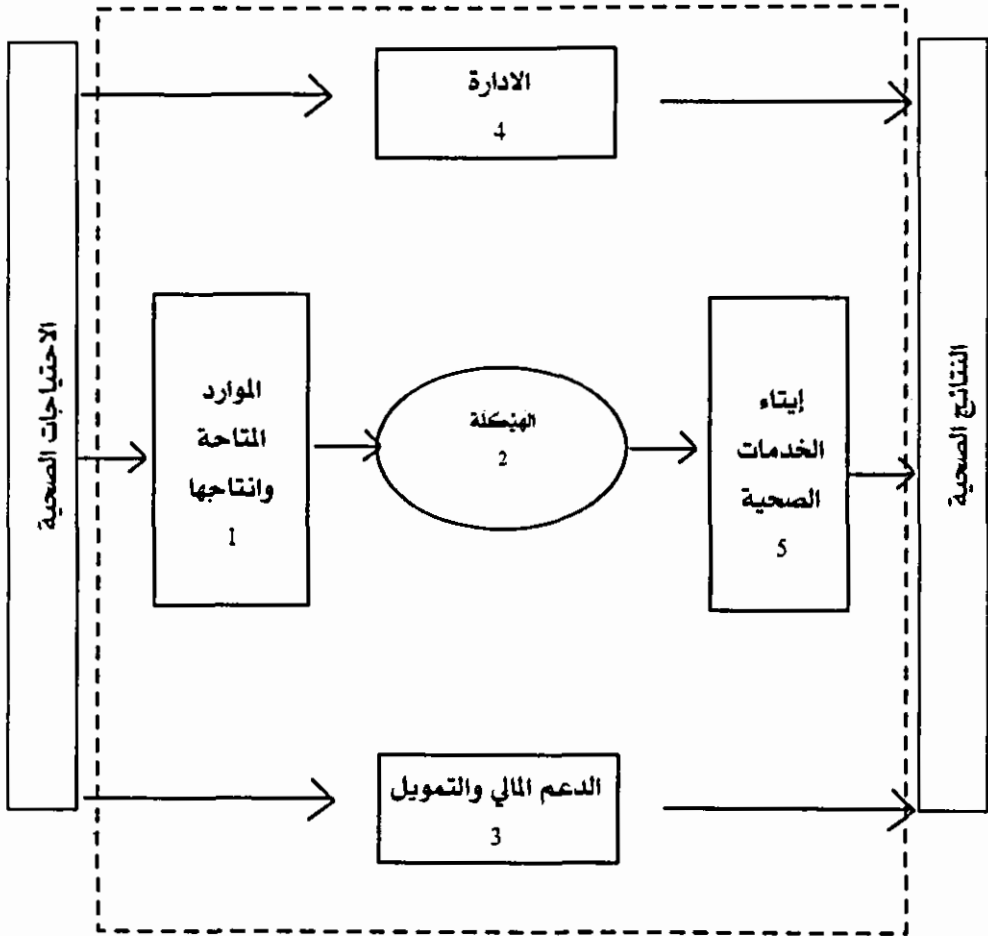 الادارة
4
الاحتياجات الصحية
الموارد
المتاحة
وانتاجها
1
الهيكلة
2
إيتاء
الخدمات
الصحية
5
النتائج الصحية
الدعم المالي والتمويل
3